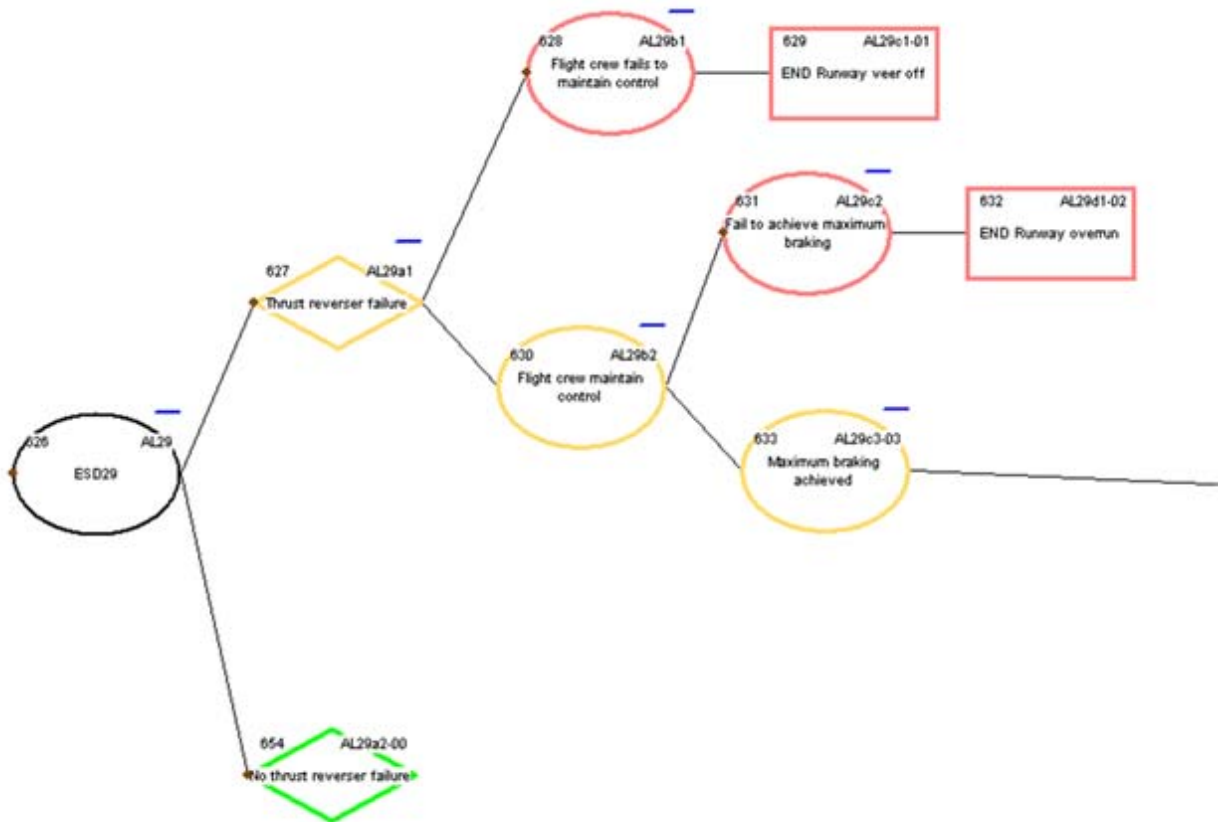 628 AL29b1
Flight crew fails to
maintain control
629 AL29c1-01
END Runway veer off
631 AL29c2
Fail to achieve maximum
braking
632 AL29d1-02
END Runway overrun
627 AL29a1
Thrust reverser failure
630 AL29b2
Flight crew maintain
control
626 AL29
ESD29
633 AL29c3-03
Maximum braking
achieved
654 AL29a2-00
No thrust reverser failure